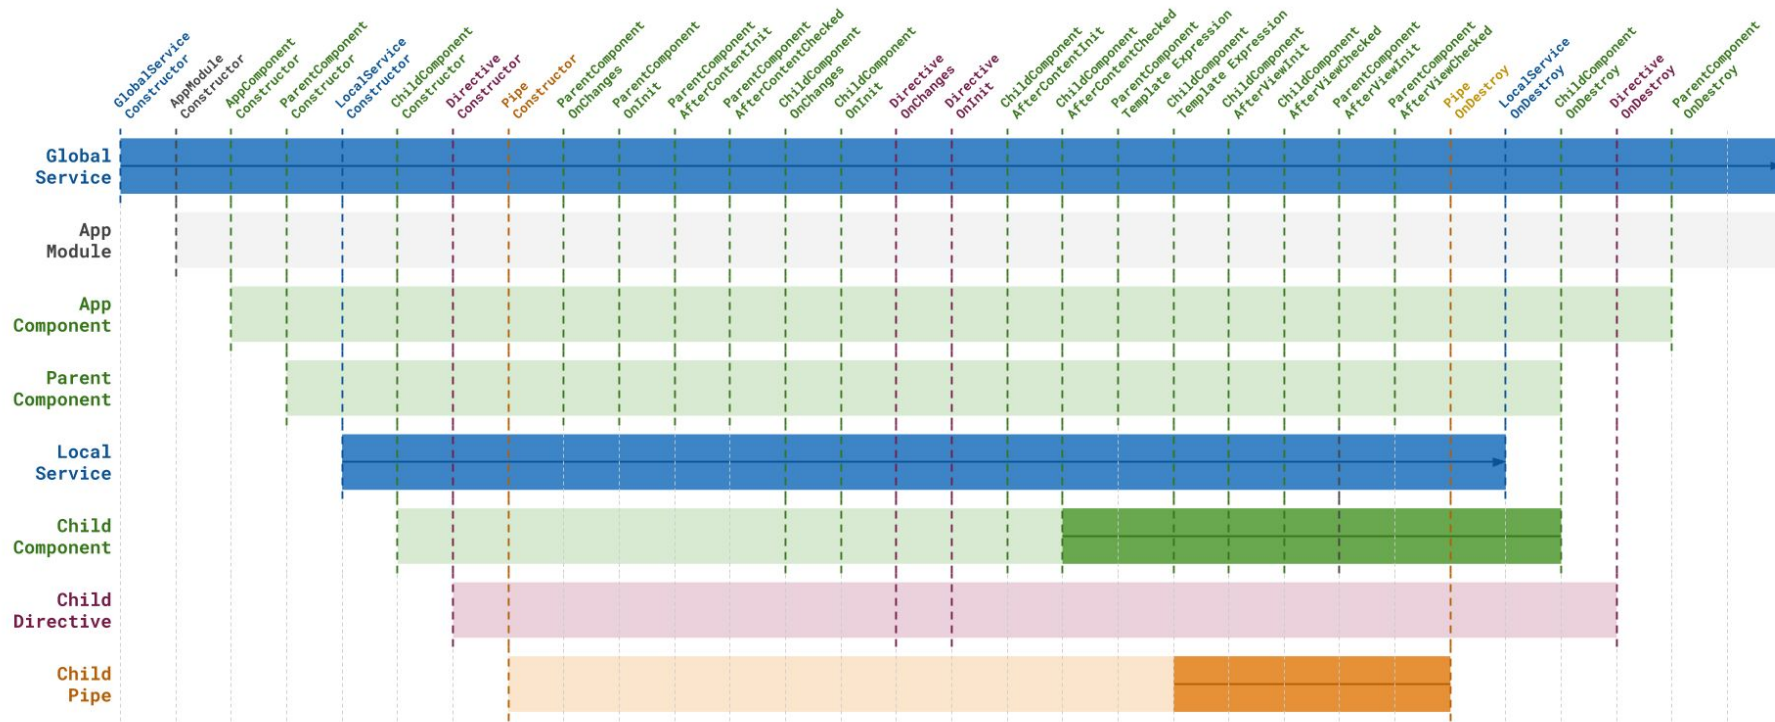 GlobalService
Constructor
AppModule
Constructor
AppComponent
Constructor
ParentComponent
Constructor
LocalService
Constructor
ChildComponent
Constructor
Directive
Constructor
Pipe
Constructor
ParentComponent
OnChanges
ParentComponent
OnInit
ParentComponent
AfterContentInit
ParentComponent
AfterContentChecked
ChildComponent
OnChanges
ChildComponent
OnInit
Directive
OnChanges
Directive
OnInit
ChildComponent
AfterContentInit
ChildComponent
AfterContentChecked
ParentComponent
Template Expression
ChildComponent
Template Expression
ChildComponent
AfterViewInit
ChildComponent
AfterViewChecked
ParentComponent
AfterViewInit
ParentComponent
AfterViewChecked
Pipe
OnDestroy
LocalService
OnDestroy
ChildComponent
OnDestroy
Directive
OnDestroy
ParentComponent
OnDestroy
Global
Service
App
Module
App
Component
Parent
Component
Local
Service
Child
Component
Child
Directive
Child
Pipe